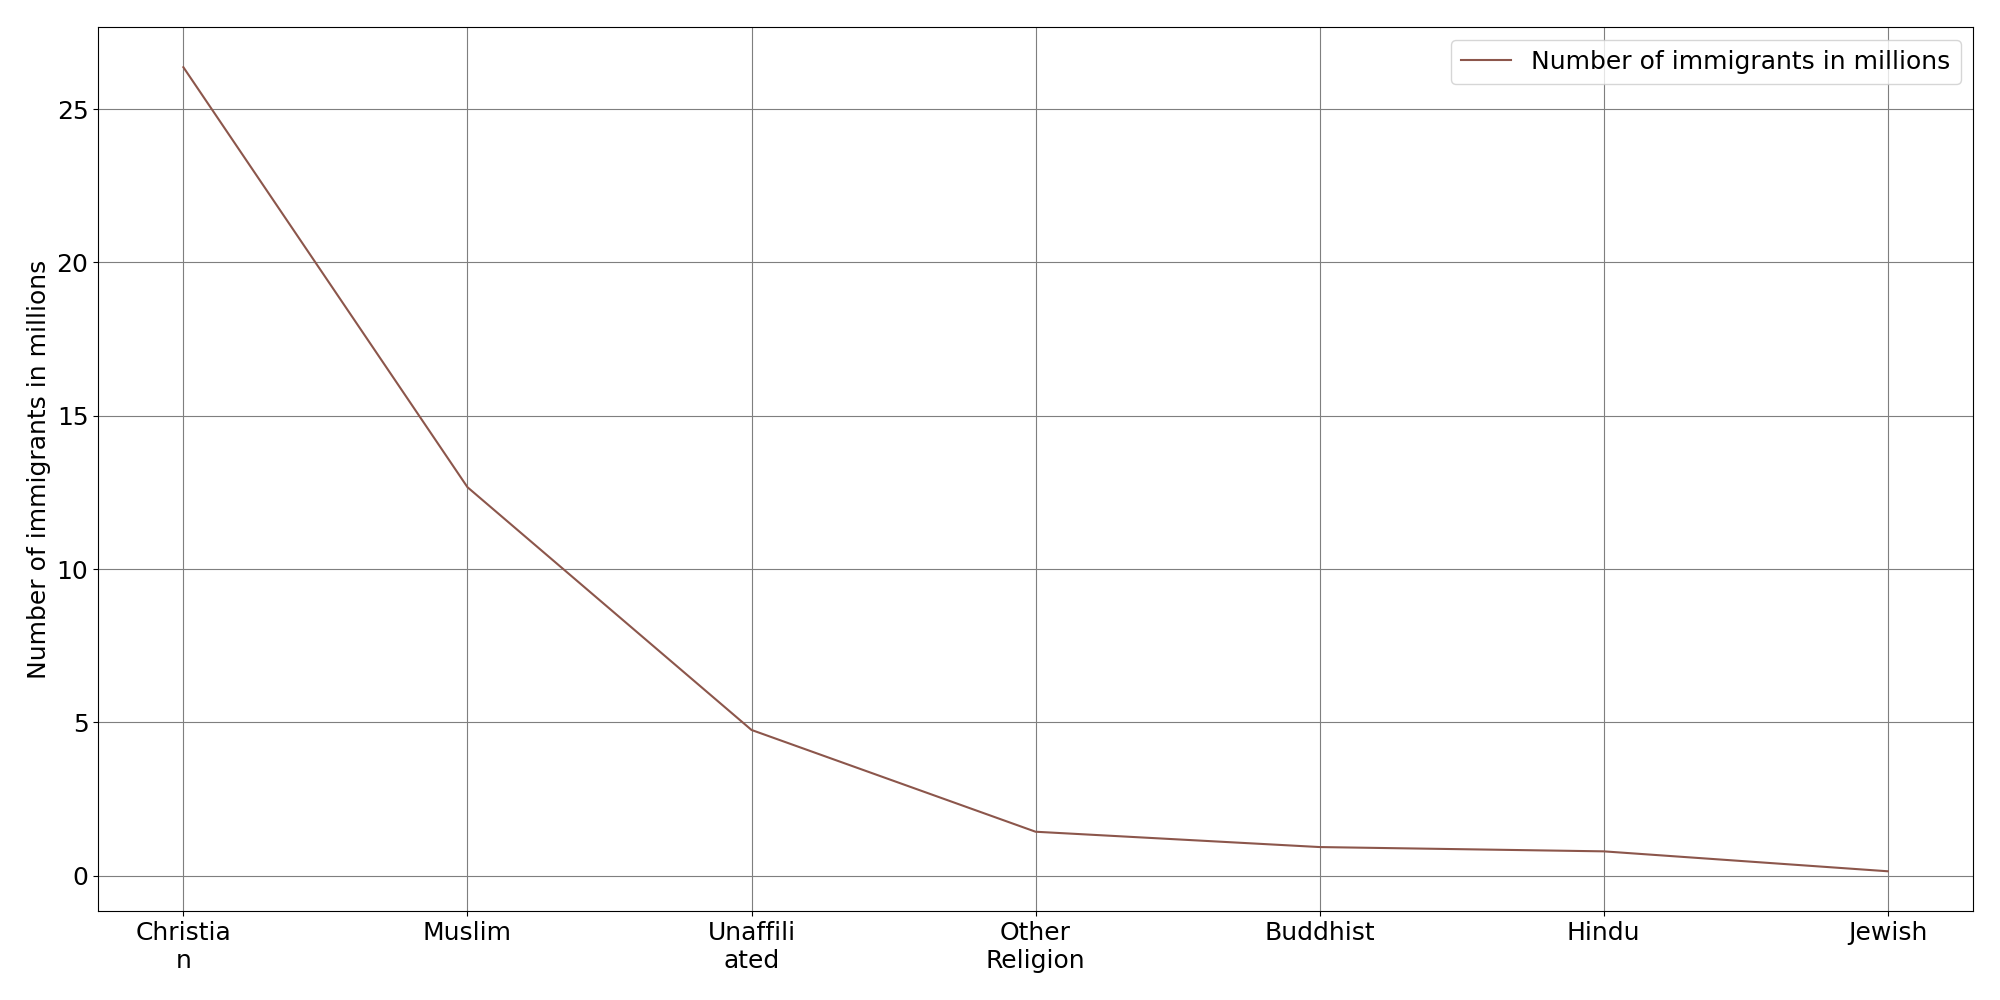 Number of immigrants in millions
Number of immigrants in millions
25
20
15
10
5
0
Christia
n
Muslim
Unaffili
ated
Other
Religion
Buddhist
Hindu
Jewish